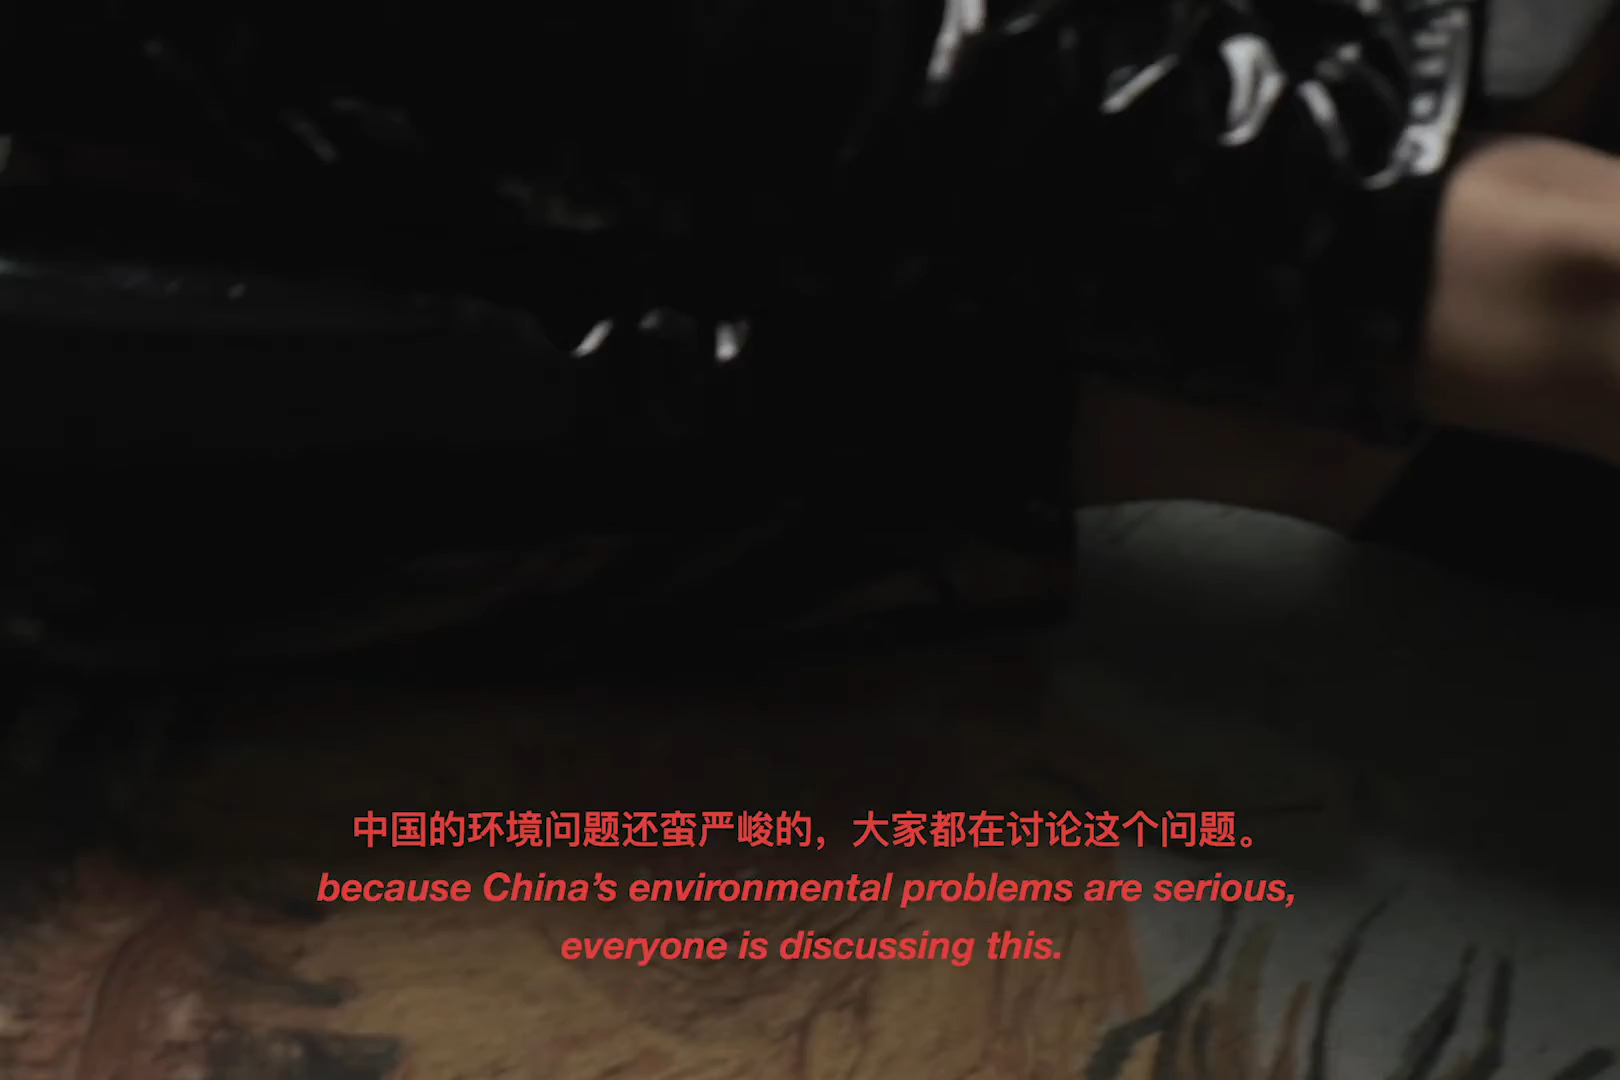 中国的环境问题还蛮严峻的，大家都在讨论这个问题。
because China’s environmental problems are serious,
everyone is discussing this.